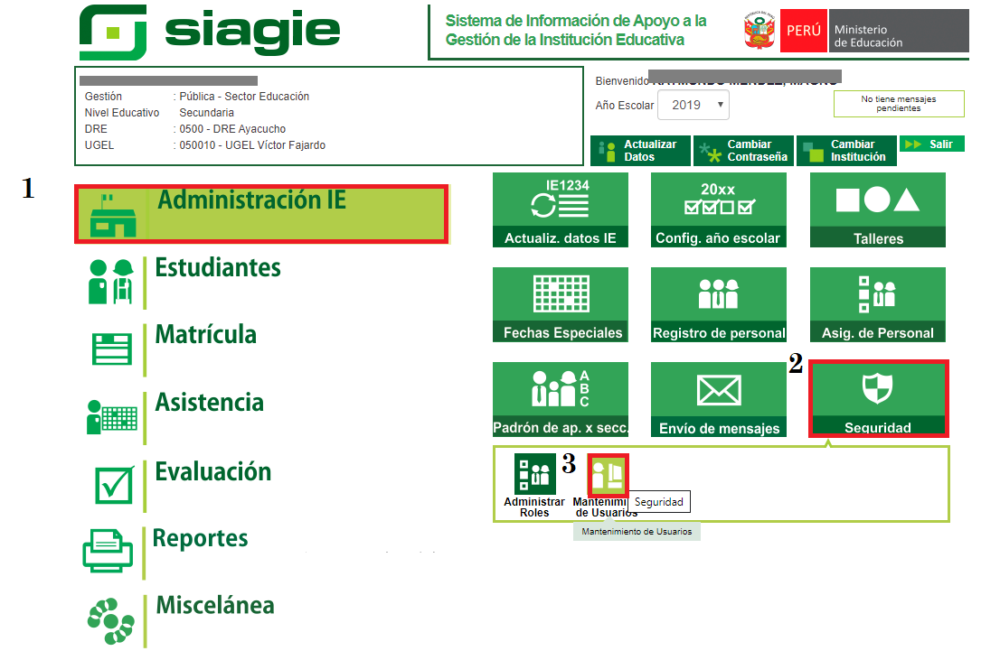 siagie
Sistema de Información de Apoyo a la
Gestión de la Institución Educativa
PERÚ
Ministerio
de Educación
Gestión : Pública - Sector Educación
Nivel Educativo Secundaria
DRE : 0500 - DRE Ayacucho
UGEL : 050010 - UGEL Víctor Fajardo
Bienvenido
Año Escolar 2019
No tiene mensajes
pendientes
Actualizar
Datos
Cambiar
Contraseña
Cambiar
Institución
Salir
1
Administración IE
Estudiantes
Matrícula
Asistencia
Evaluación
Reportes
Miscelánea
IE1234
Actualiz. datos IE
20xx
Config. año escolar
Talleres
Fechas Especiales
Registro de personal
Asig. de Personal
A
B
C
Padrón de ap. x secc.
Envío de mensajes
2
Seguridad
Administrar
Roles
3
Mantenimi
de Usuarios
Seguridad
Mantenimiento de Usuarios